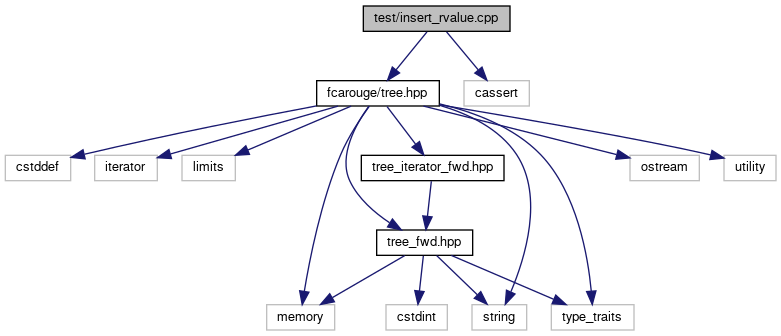 test/insert_rvalue.cpp
fcarouge/tree.hpp
cassert
cstddef
iterator
limits
tree_iterator_fwd.hpp
ostream
utility
tree_fwd.hpp
memory
cstdint
string
type_traits